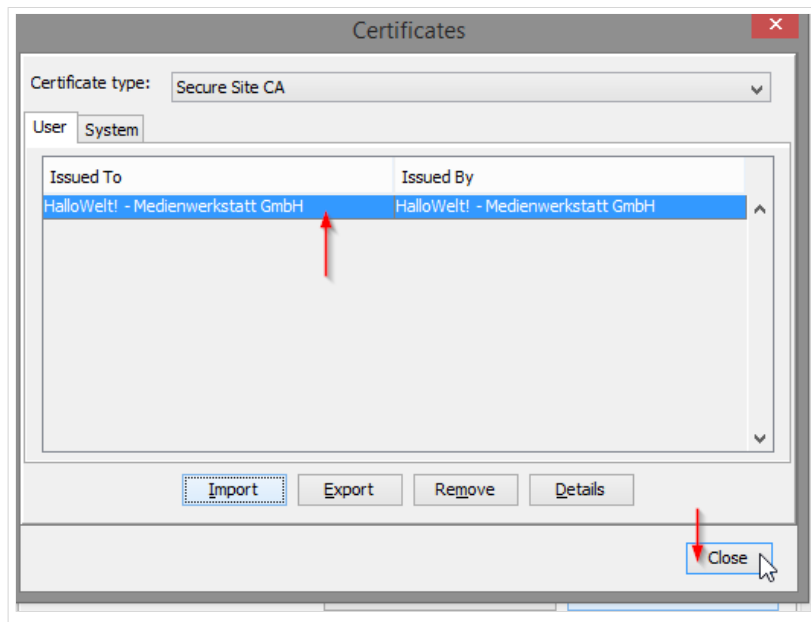 Certificates
Certificate type: Secure Site CA
User System
Issued To Issued By
HalloWelt! - Medienwerkstatt GmbH HalloWelt! - Medienwerkstatt GmbH
Import Export Remove Details
Close